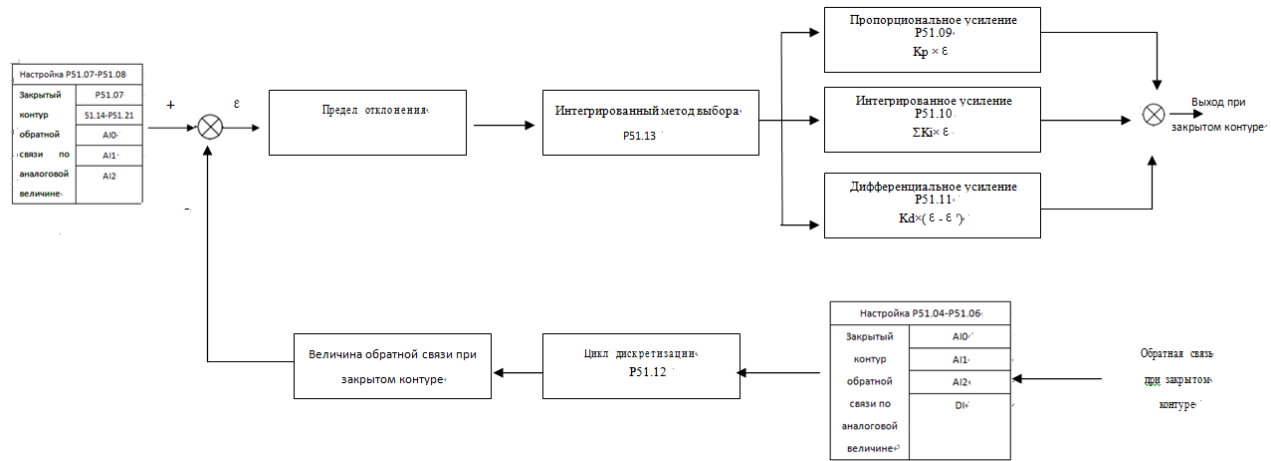 Настройка P51.07-P51.08
Закрытый
контур
обратной
связи по
аналоговой
величине
P51.07
51.14-P51.21
AI0
AI1
AI2
+
ε
-
Предел отклонения
Интегрированный метод выбора
P51.13
Пропорциональное усиление
P51.09
Kp × ε
Интегрированное усиление
P51.10
ΣKi × ε
Дифференциальное усиление
P51.11
Kd×( ε - ε ')
Выход при
закрытом контуре
Величина обратной связи при
закрытом контуре
Цикл дискретизации
P51.12
Настройка P51.04-P51.06
Закрытый
контур
обратной
связи по
аналоговой
величине
AI0
AI1
AI2
DI
Обратная связь
при закрытом
контуре